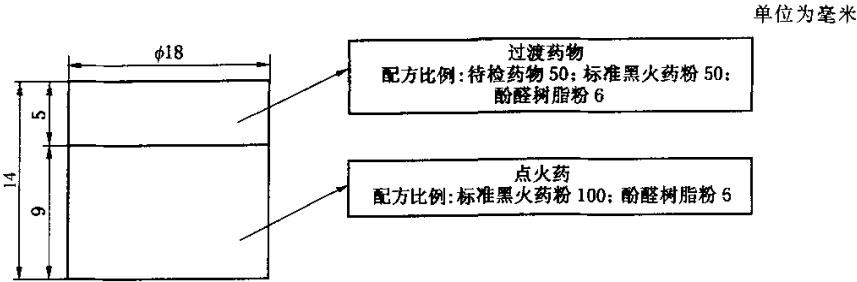 单位为毫米
φ18
过渡药物
配方比例:待检药物 50;标准黑火药粉 50;
酚醛树脂粉 6
5
14
点火药
配方比例:标准黑火药粉 100;酚醛树脂粉 5
9